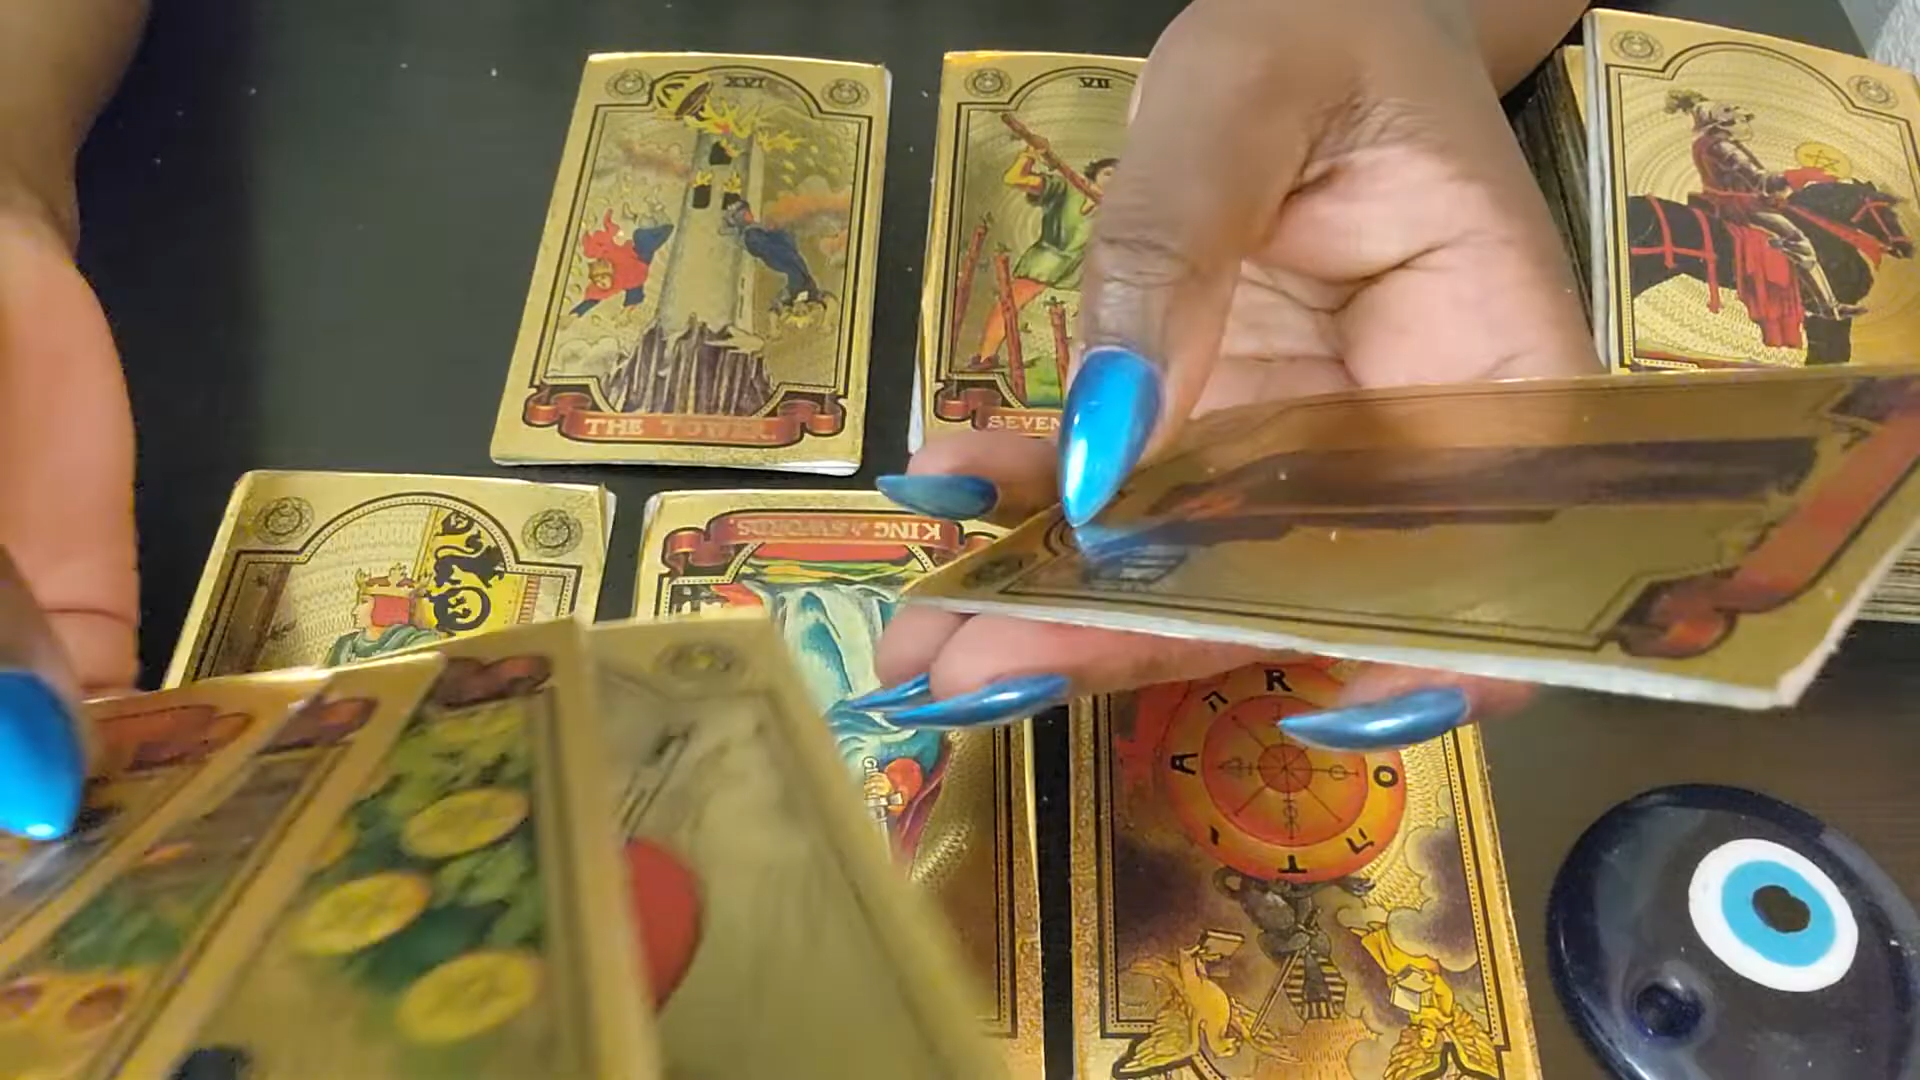 XVI
VII
THE TOWER.
SEVEN
KING of SWORDS.
R
O
T
A